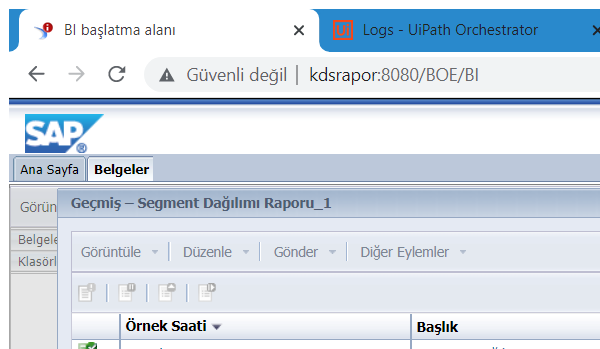 BI başlatma alanı
Logs - UiPath Orchestrator
Güvenli değil | kdsrapor:8080/BOE/BI
SAP
Ana Sayfa Belgeler
Görün
Geçmiş – Segment Dağılımı Raporu_1
Belgele
Klasörl
Görüntüle Düzenle Gönder Diğer Eylemler
Örnek Saati Başlık